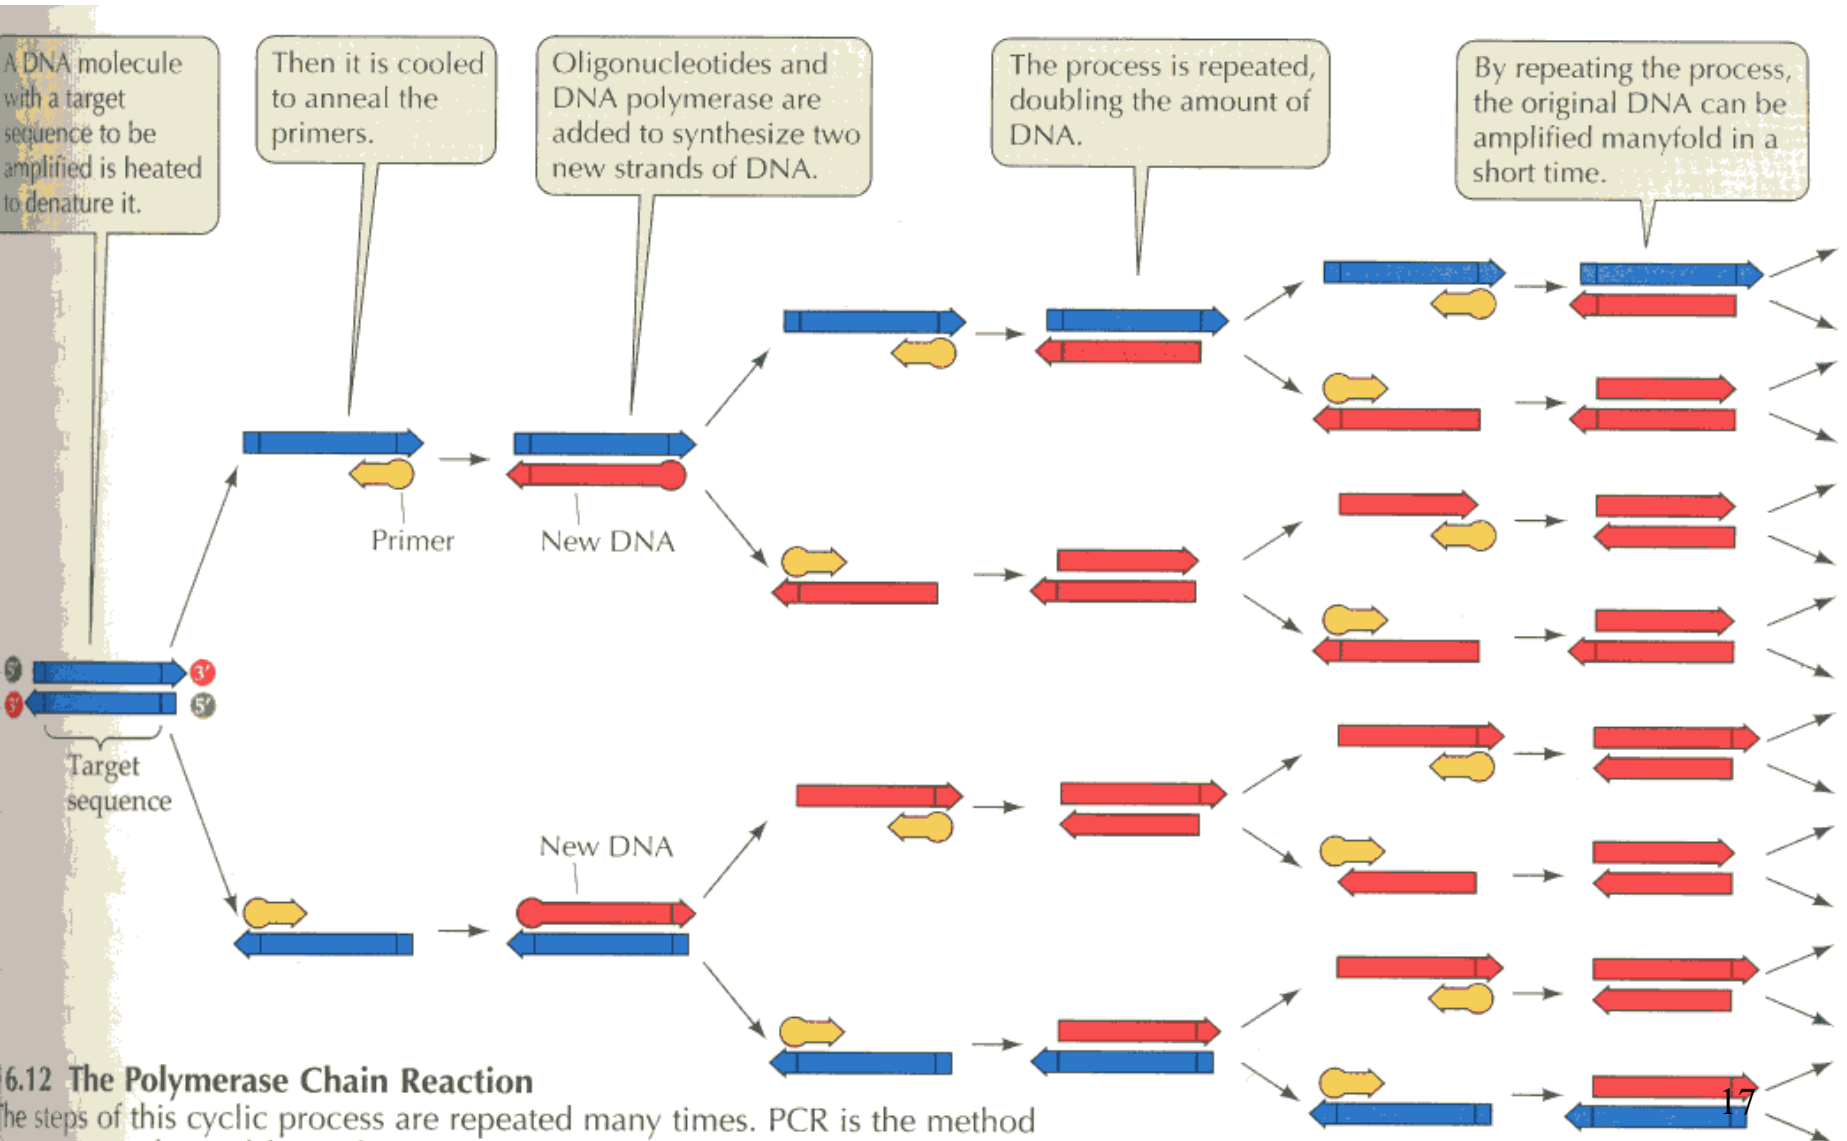 A DNA molecule
with a target
sequence to be
amplified is heated
to denature it.
Then it is cooled
to anneal the
primers.
Oligonucleotides and
DNA polymerase are
added to synthesize two
new strands of DNA.
The process is repeated,
doubling the amount of
DNA.
By repeating the process,
the original DNA can be
amplified manyfold in a
short time.
Primer
New DNA
5′ 3′
3′ 5′
Target
sequence
New DNA
6.12 The Polymerase Chain Reaction
The steps of this cyclic process are repeated many times. PCR is the method
17